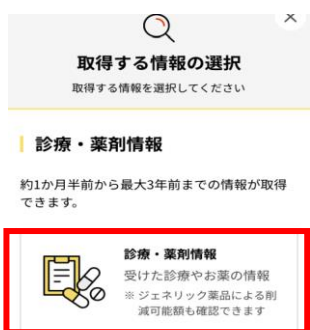 取得する情報の選択
取得する情報を選択してください
診療・薬剤情報
約1か月半前から最大3年前までの情報が取得
できます。
診療・薬剤情報
受けた診療やお薬の情報
※ ジェネリック薬品による削
減可能額も確認できます